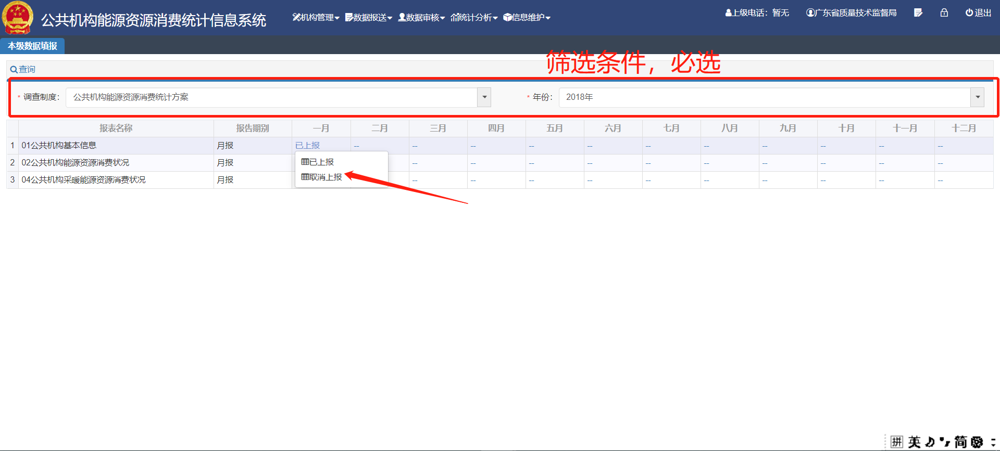 公共机构能源资源消费统计信息系统 机构管理 数据报送 数据审核 统计分析 信息维护 上级电话：暂无 广东省质量技术监督局 退出
本级数据填报
筛选条件，必选
查询
* 调查制度： 公共机构能源资源消费统计方案 * 年份： 2018年
报表名称 报告期别 一月 二月 三月 四月 五月 六月 七月 八月 九月 十月 十一月 十二月
1 01公共机构基本信息 月报 已上报 -- -- -- -- -- -- -- -- -- -- --
2 02公共机构能源资源消费状况 月报 -- -- -- -- -- -- -- -- -- --
3 04公共机构采暖能源资源消费状况 月报 -- -- -- -- -- -- -- -- -- --
已上报
取消上报
拼 英 简